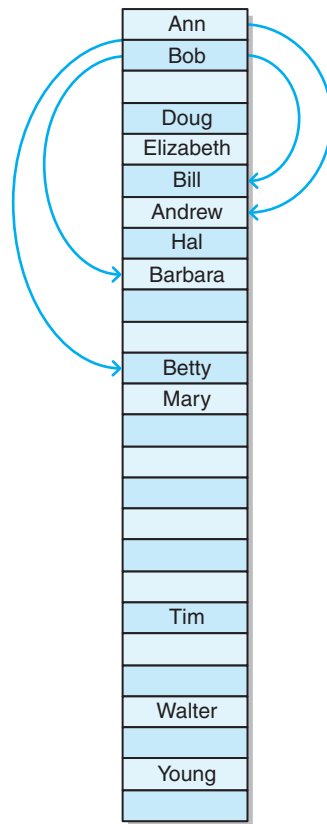 Ann
Bob
Doug
Elizabeth
Bill
Andrew
Hal
Barbara
Betty
Mary
Tim
Walter
Young